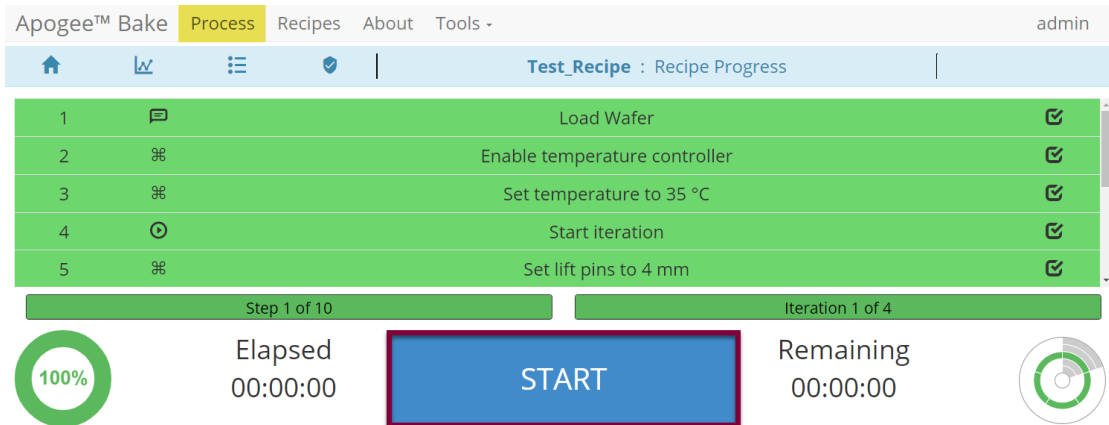 Apogee™ Bake Process Recipes About Tools admin
Test_Recipe : Recipe Progress
1 Load Wafer
2 ⌘ Enable temperature controller
3 ⌘ Set temperature to 35 °C
4 Start iteration
5 ⌘ Set lift pins to 4 mm
Step 1 of 10 Iteration 1 of 4
100% Elapsed 00:00:00 START Remaining 00:00:00